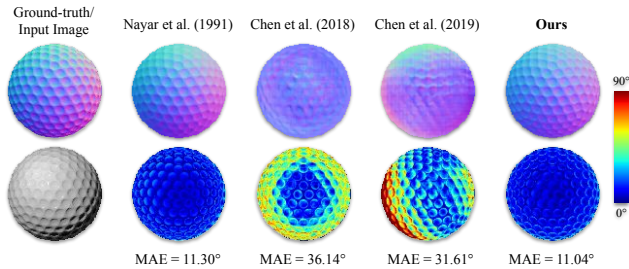 Ground-truth/
Input Image
Nayar et al. (1991)
Chen et al. (2018)
Chen et al. (2019)
Ours
90°
0°
MAE = 11.30°
MAE = 36.14°
MAE = 31.61°
MAE = 11.04°